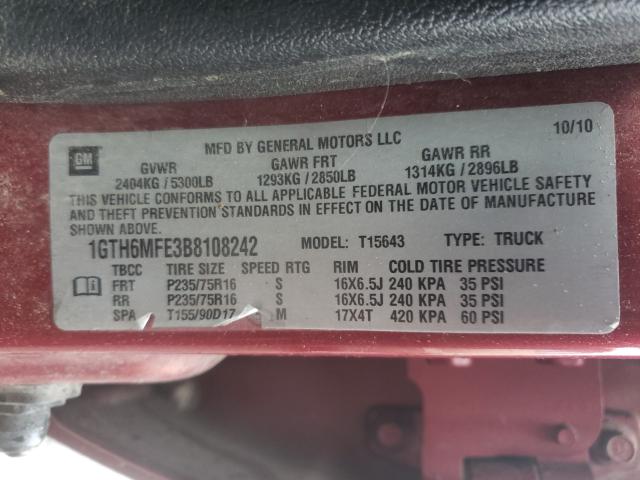 MFD BY GENERAL MOTORS LLC 10/10
GM
GVWR GAWR FRT GAWR RR
2404KG / 5300LB 1293KG / 2850LB 1314KG / 2896LB
THIS VEHICLE CONFORMS TO ALL APPLICABLE FEDERAL MOTOR VEHICLE SAFETY
AND THEFT PREVENTION STANDARDS IN EFFECT ON THE DATE OF MANUFACTURE
SHOWN ABOVE.
1GTH6MFE3B8108242 MODEL: T15643 TYPE: TRUCK
TBCC TIRE SIZE SPEED RTG RIM COLD TIRE PRESSURE
FRT P235/75R16 S 16X6.5J 240 KPA 35 PSI
RR P235/75R16 S 16X6.5J 240 KPA 35 PSI
SPA T155/90D17 M 17X4T 420 KPA 60 PSI